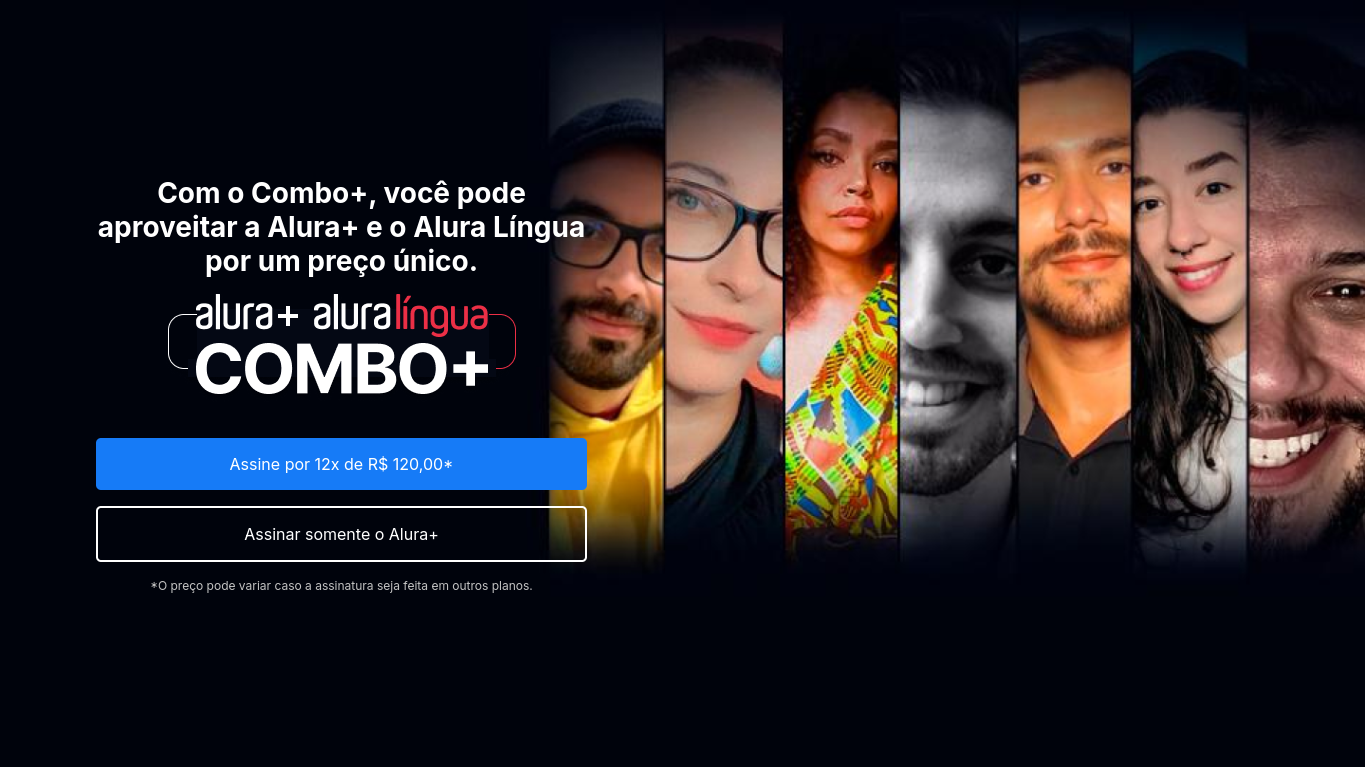 Com o Combo+, você pode
aproveitar a Alura+ e o Alura Língua
por um preço único.
alura+ aluralíngua
COMBO+
Assine por 12x de R$ 120,00*
Assinar somente o Alura+
*O preço pode variar caso a assinatura seja feita em outros planos.